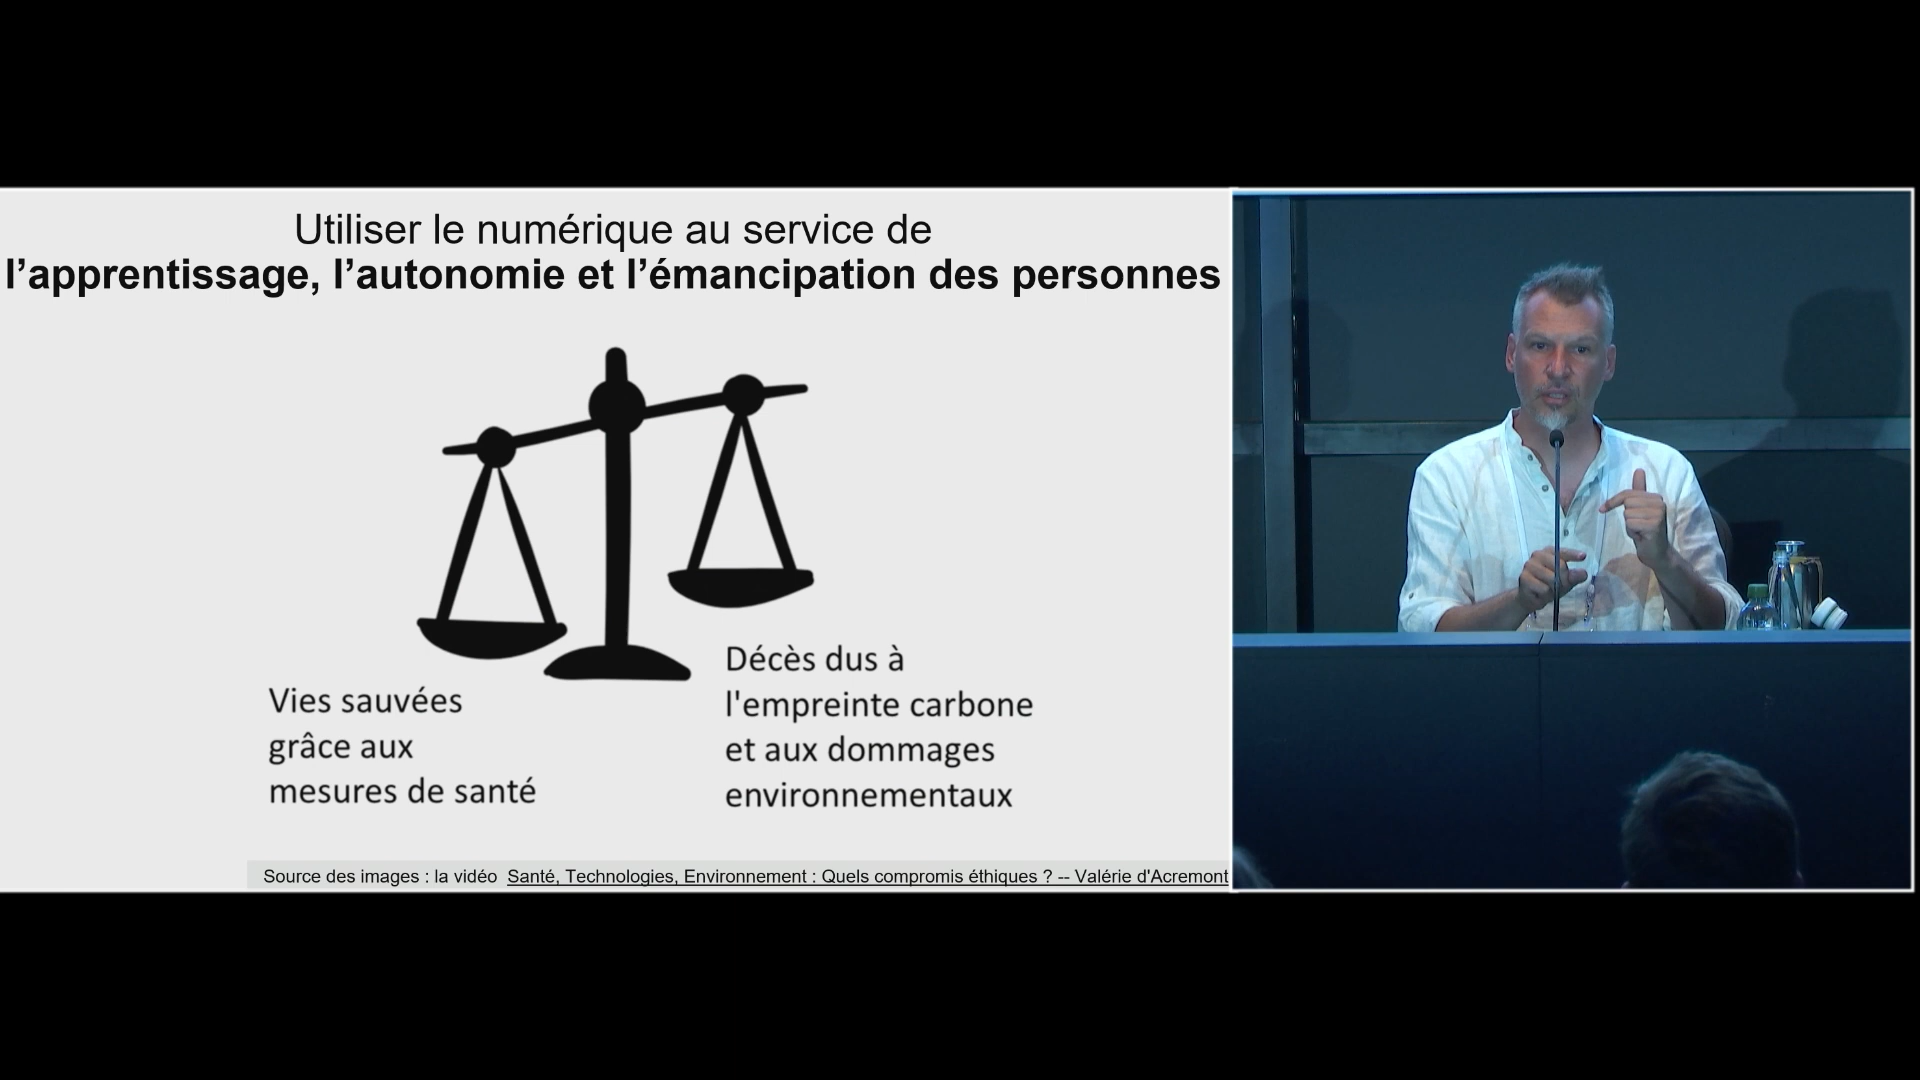 Utiliser le numérique au service de
l’apprentissage, l’autonomie et l’émancipation des personnes
Vies sauvées
grâce aux
mesures de santé
Décès dus à
l'empreinte carbone
et aux dommages
environnementaux
Source des images : la vidéo Santé, Technologies, Environnement : Quels compromis éthiques ? -- Valérie d'Acremont